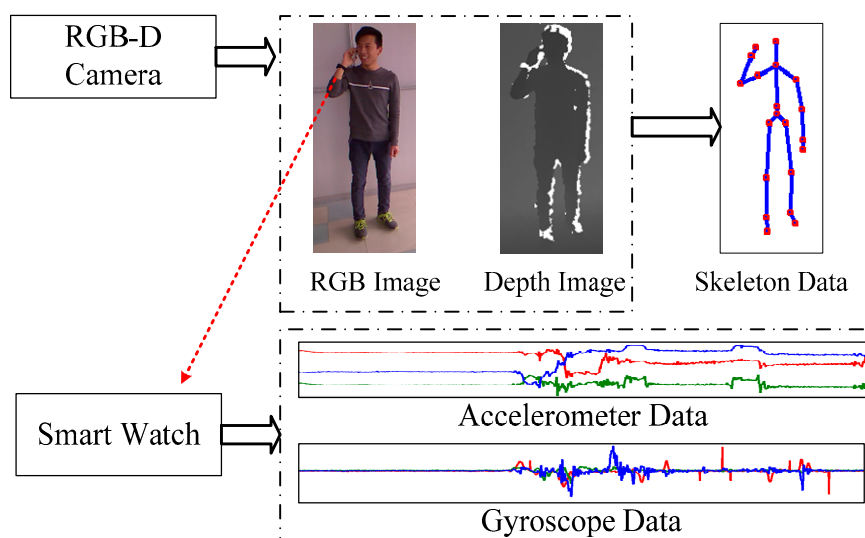 RGB-D
Camera
RGB Image
Depth Image
Skeleton Data
Smart Watch
Accelerometer Data
Gyroscope Data